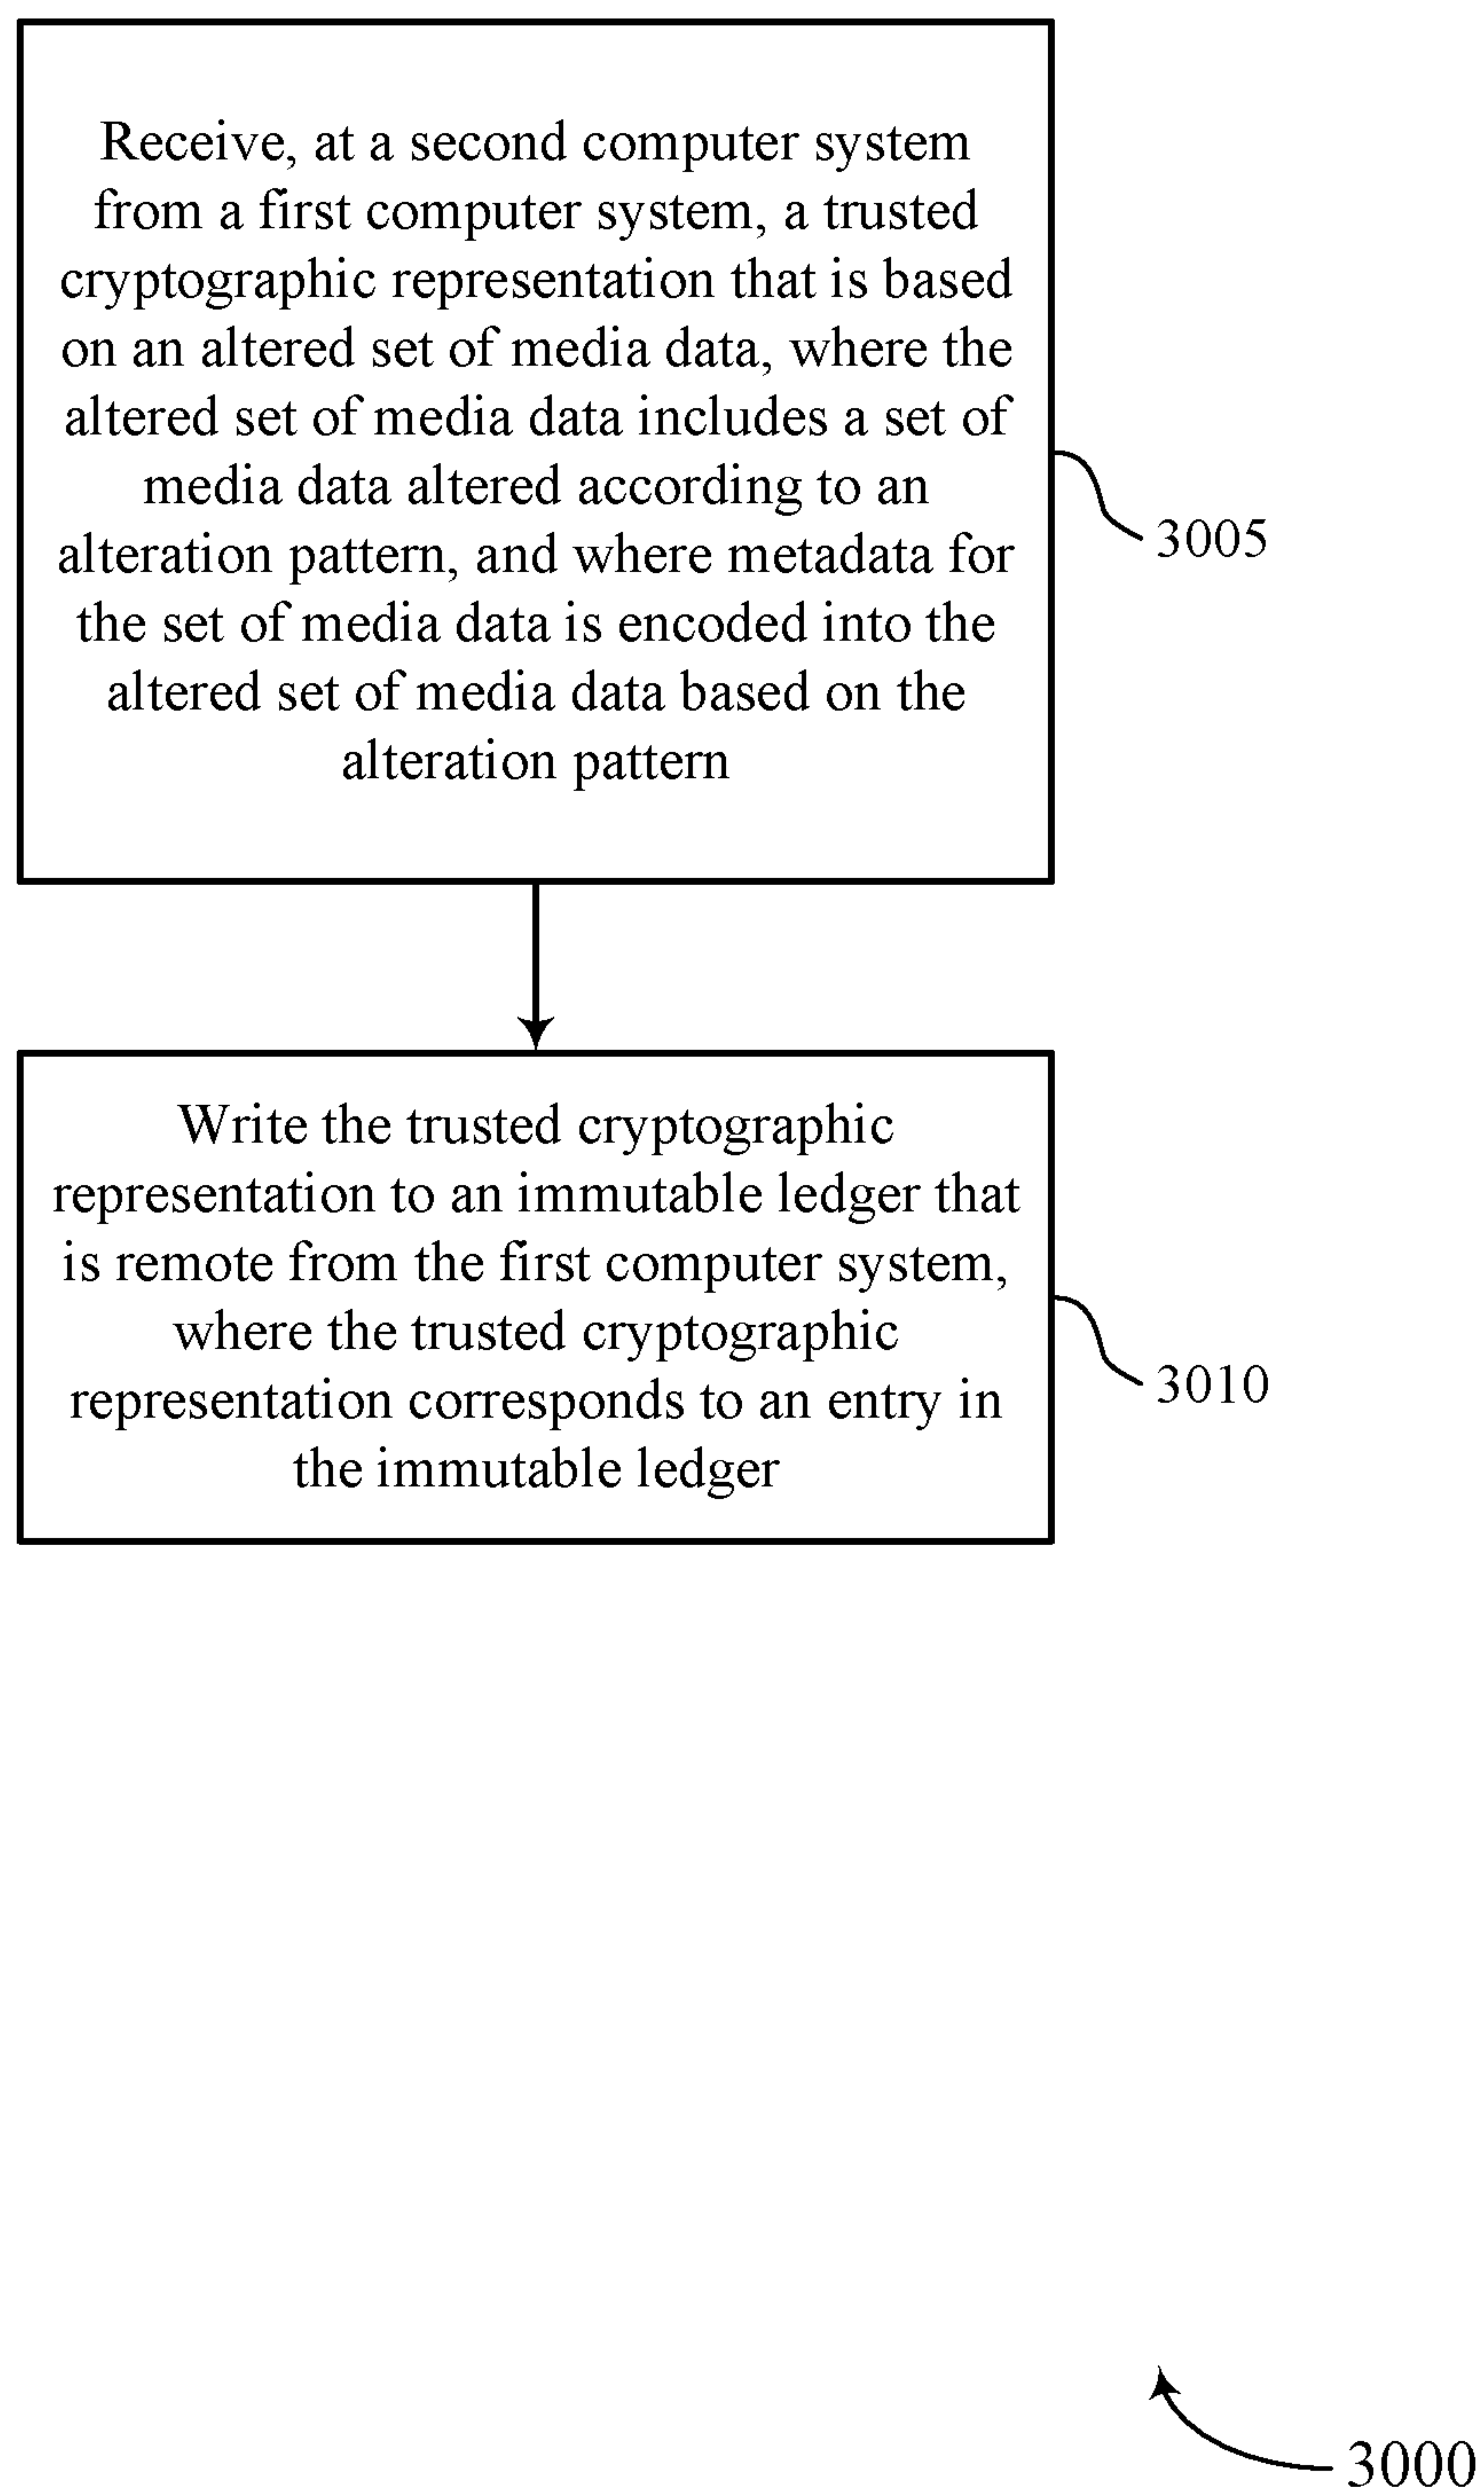 Receive, at a second computer system
from a first computer system, a trusted
cryptographic representation that is based
on an altered set of media data, where the
altered set of media data includes a set of
media data altered according to an
alteration pattern, and where metadata for
the set of media data is encoded into the
altered set of media data based on the
alteration pattern
3005
Write the trusted cryptographic
representation to an immutable ledger that
is remote from the first computer system,
where the trusted cryptographic
representation corresponds to an entry in
the immutable ledger
3010
3000